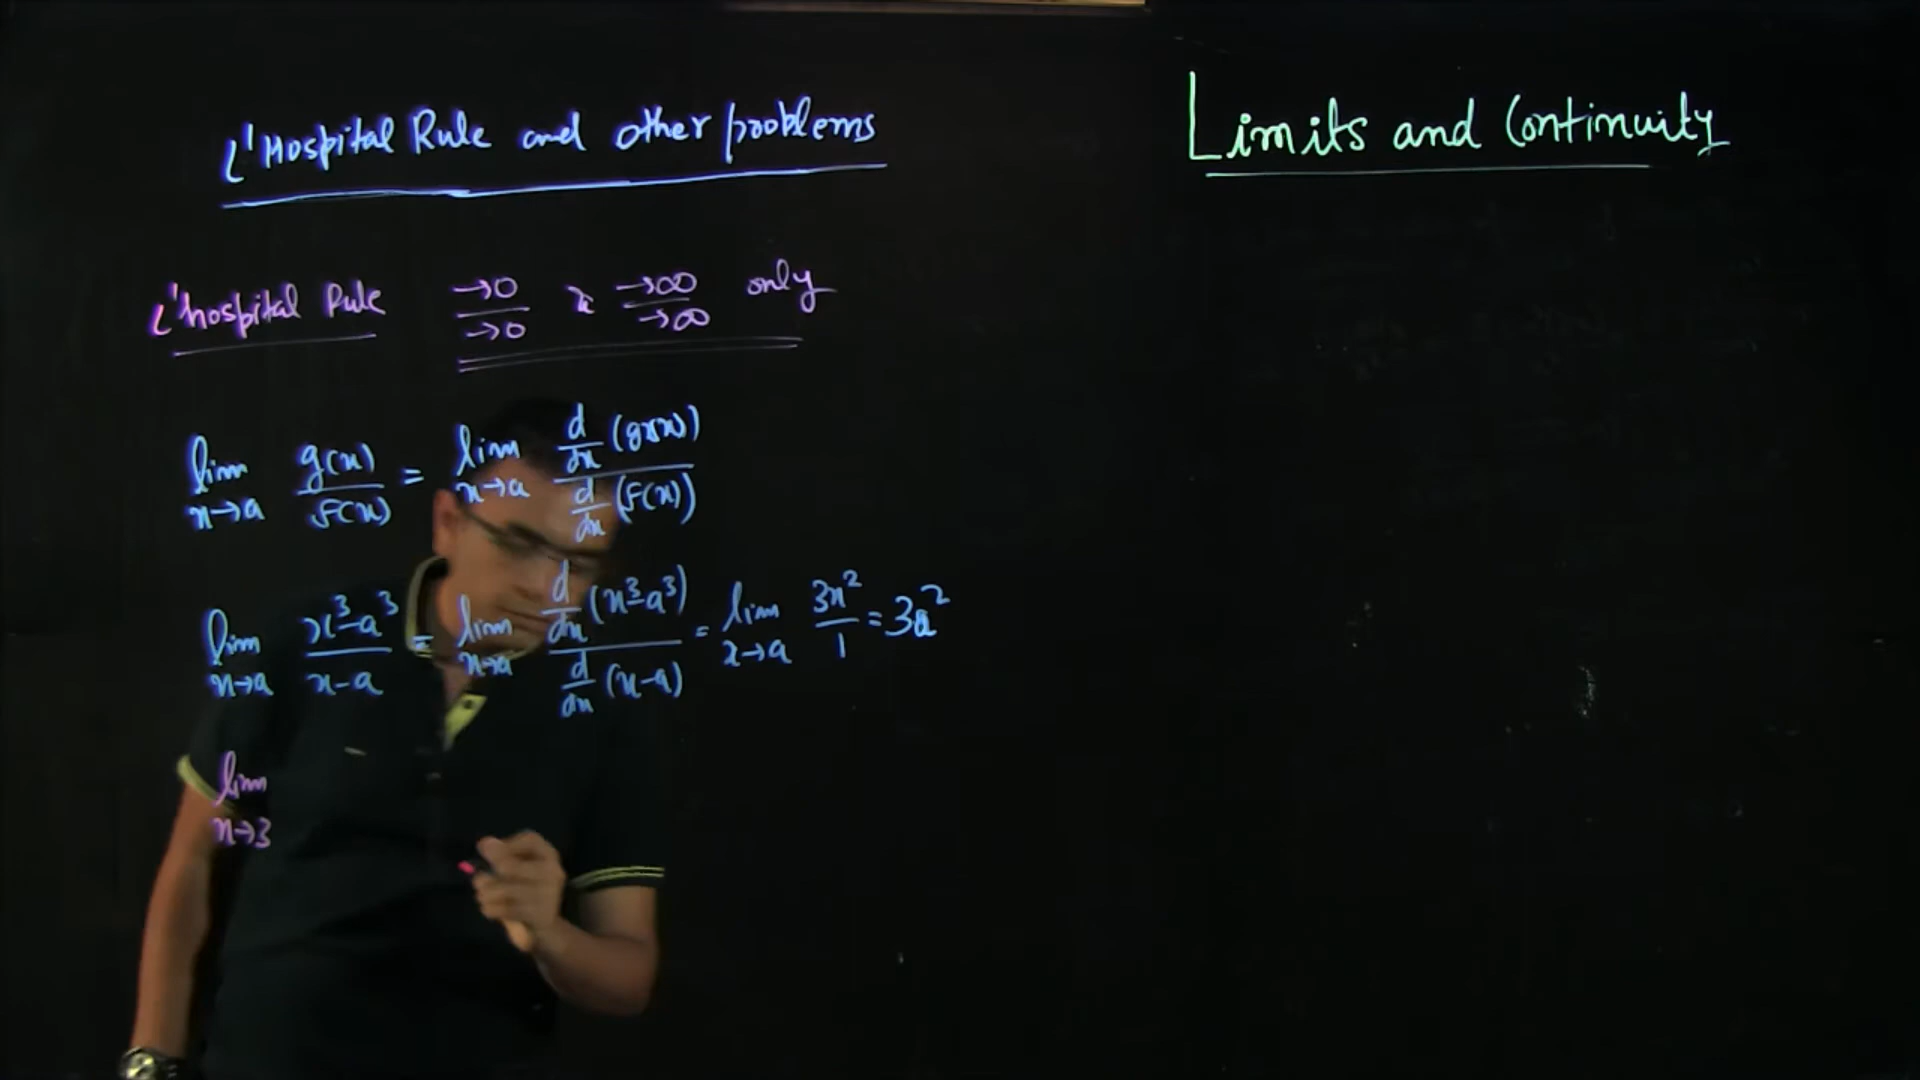 L'Hospital Rule and other problems
Limits and Continuity
L'hospital Rule →0/→0 & →∞/→∞ only
lim x→a g(x)/f(x) = lim x→a d/dx (g(x)) / d/dx (f(x))
lim x→a x³-a³/x-a = lim x→a d/dx (x³-a³) / d/dx (x-a) = lim x→a 3x²/1 = 3a²
lim x→3